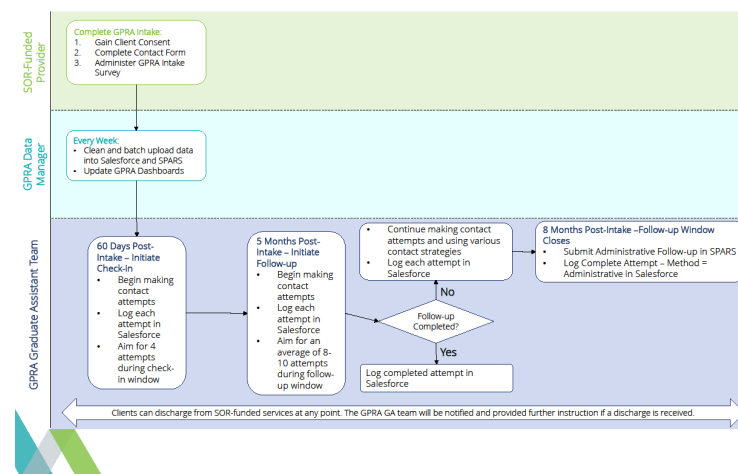 SOR-Funded
Provider
Complete GPRA Intake:
1. Gain Client Consent
2. Complete Contact Form
3. Administer GPRA Intake
Survey
GPRA Data
Manager
Every Week:
• Clean and batch upload data
into Salesforce and SPARS
• Update GPRA Dashboards
GPRA Graduate Assistant Team
60 Days Post-
Intake – Initiate
Check-in
• Begin making
contact
attempts
• Log each
attempt in
Salesforce
• Aim for 4
attempts
during check-
in window
5 Months Post-
Intake – Initiate
Follow-up
• Begin making
contact
attempts
• Log each
attempt in
Salesforce
• Aim for an
average of 8-
10 attempts
during follow-
up window
Follow-up
Completed?
No
• Continue making contact
attempts and using various
contact strategies
• Log each attempt in
Salesforce
Yes
Log completed attempt in
Salesforce
8 Months Post-Intake –Follow-up Window
Closes
• Submit Administrative Follow-up in SPARS
• Log Complete Attempt – Method =
Administrative in Salesforce
Clients can discharge from SOR-funded services at any point. The GPRA GA team will be notified and provided further instruction if a discharge is received.